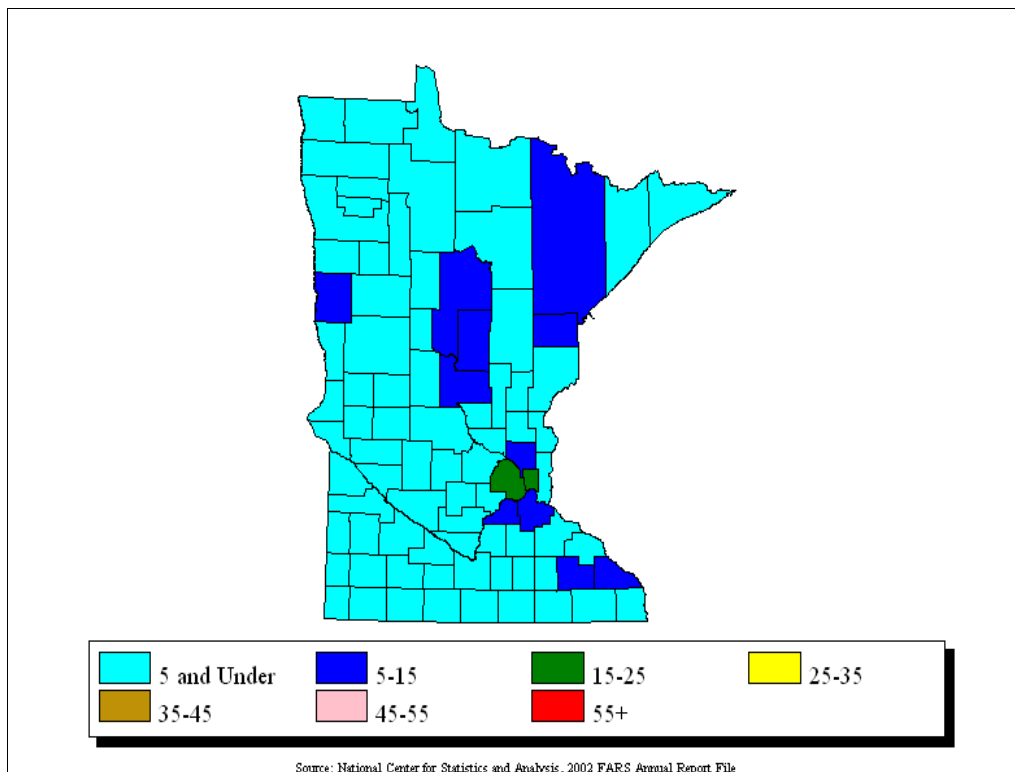 5 and Under 5-15 15-25 25-35
35-45 45-55 55+
Source: National Center for Statistics and Analysis, 2002 FARS Annual Report File